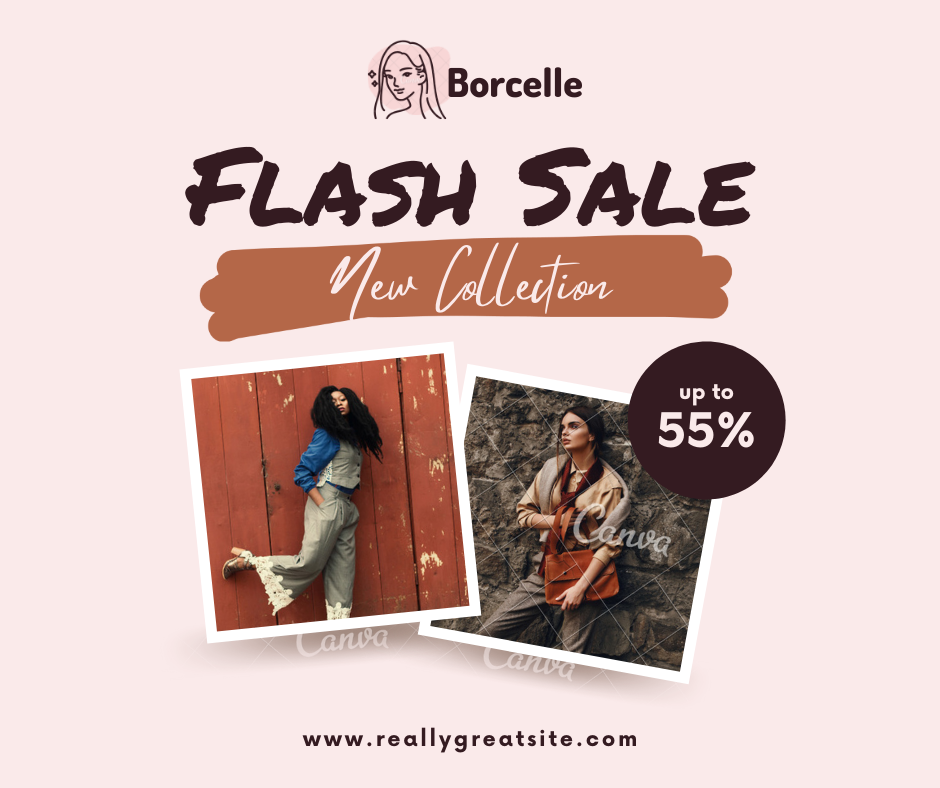 Borcelle
Flash Sale
New Collection
up to
55%
Canva
Canva
Canva
www.reallygreatsite.com